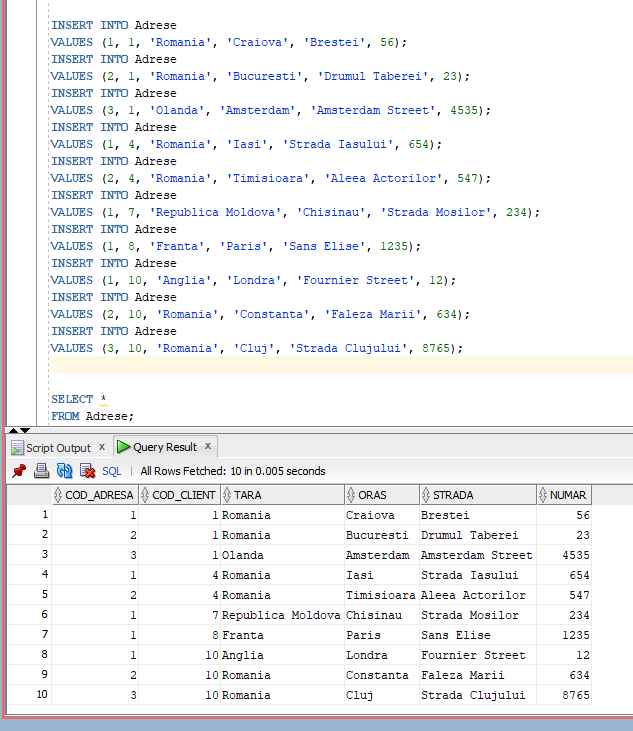 INSERT INTO Adrese
VALUES (1, 1, 'Romania', 'Craiova', 'Brestei', 56);
INSERT INTO Adrese
VALUES (2, 1, 'Romania', 'Bucuresti', 'Drumul Taberei', 23);
INSERT INTO Adrese
VALUES (3, 1, 'Olanda', 'Amsterdam', 'Amsterdam Street', 4535);
INSERT INTO Adrese
VALUES (1, 4, 'Romania', 'Iasi', 'Strada Iasului', 654);
INSERT INTO Adrese
VALUES (2, 4, 'Romania', 'Timisioara', 'Aleea Actorilor', 547);
INSERT INTO Adrese
VALUES (1, 7, 'Republica Moldova', 'Chisinau', 'Strada Mosilor', 234);
INSERT INTO Adrese
VALUES (1, 8, 'Franta', 'Paris', 'Sans Elise', 1235);
INSERT INTO Adrese
VALUES (1, 10, 'Anglia', 'Londra', 'Fournier Street', 12);
INSERT INTO Adrese
VALUES (2, 10, 'Romania', 'Constanta', 'Faleza Marii', 634);
INSERT INTO Adrese
VALUES (3, 10, 'Romania', 'Cluj', 'Strada Clujului', 8765);
SELECT *
FROM Adrese;
Script Output x Query Result x
SQL | All Rows Fetched: 10 in 0.005 seconds
COD_ADRESA COD_CLIENT TARA ORAS STRADA NUMAR
1 1 1 Romania Craiova Brestei 56
2 2 1 Romania Bucuresti Drumul Taberei 23
3 3 1 Olanda Amsterdam Amsterdam Street 4535
4 1 4 Romania Iasi Strada Iasului 654
5 2 4 Romania Timisioara Aleea Actorilor 547
6 1 7 Republica Moldova Chisinau Strada Mosilor 234
7 1 8 Franta Paris Sans Elise 1235
8 1 10 Anglia Londra Fournier Street 12
9 2 10 Romania Constanta Faleza Marii 634
10 3 10 Romania Cluj Strada Clujului 8765